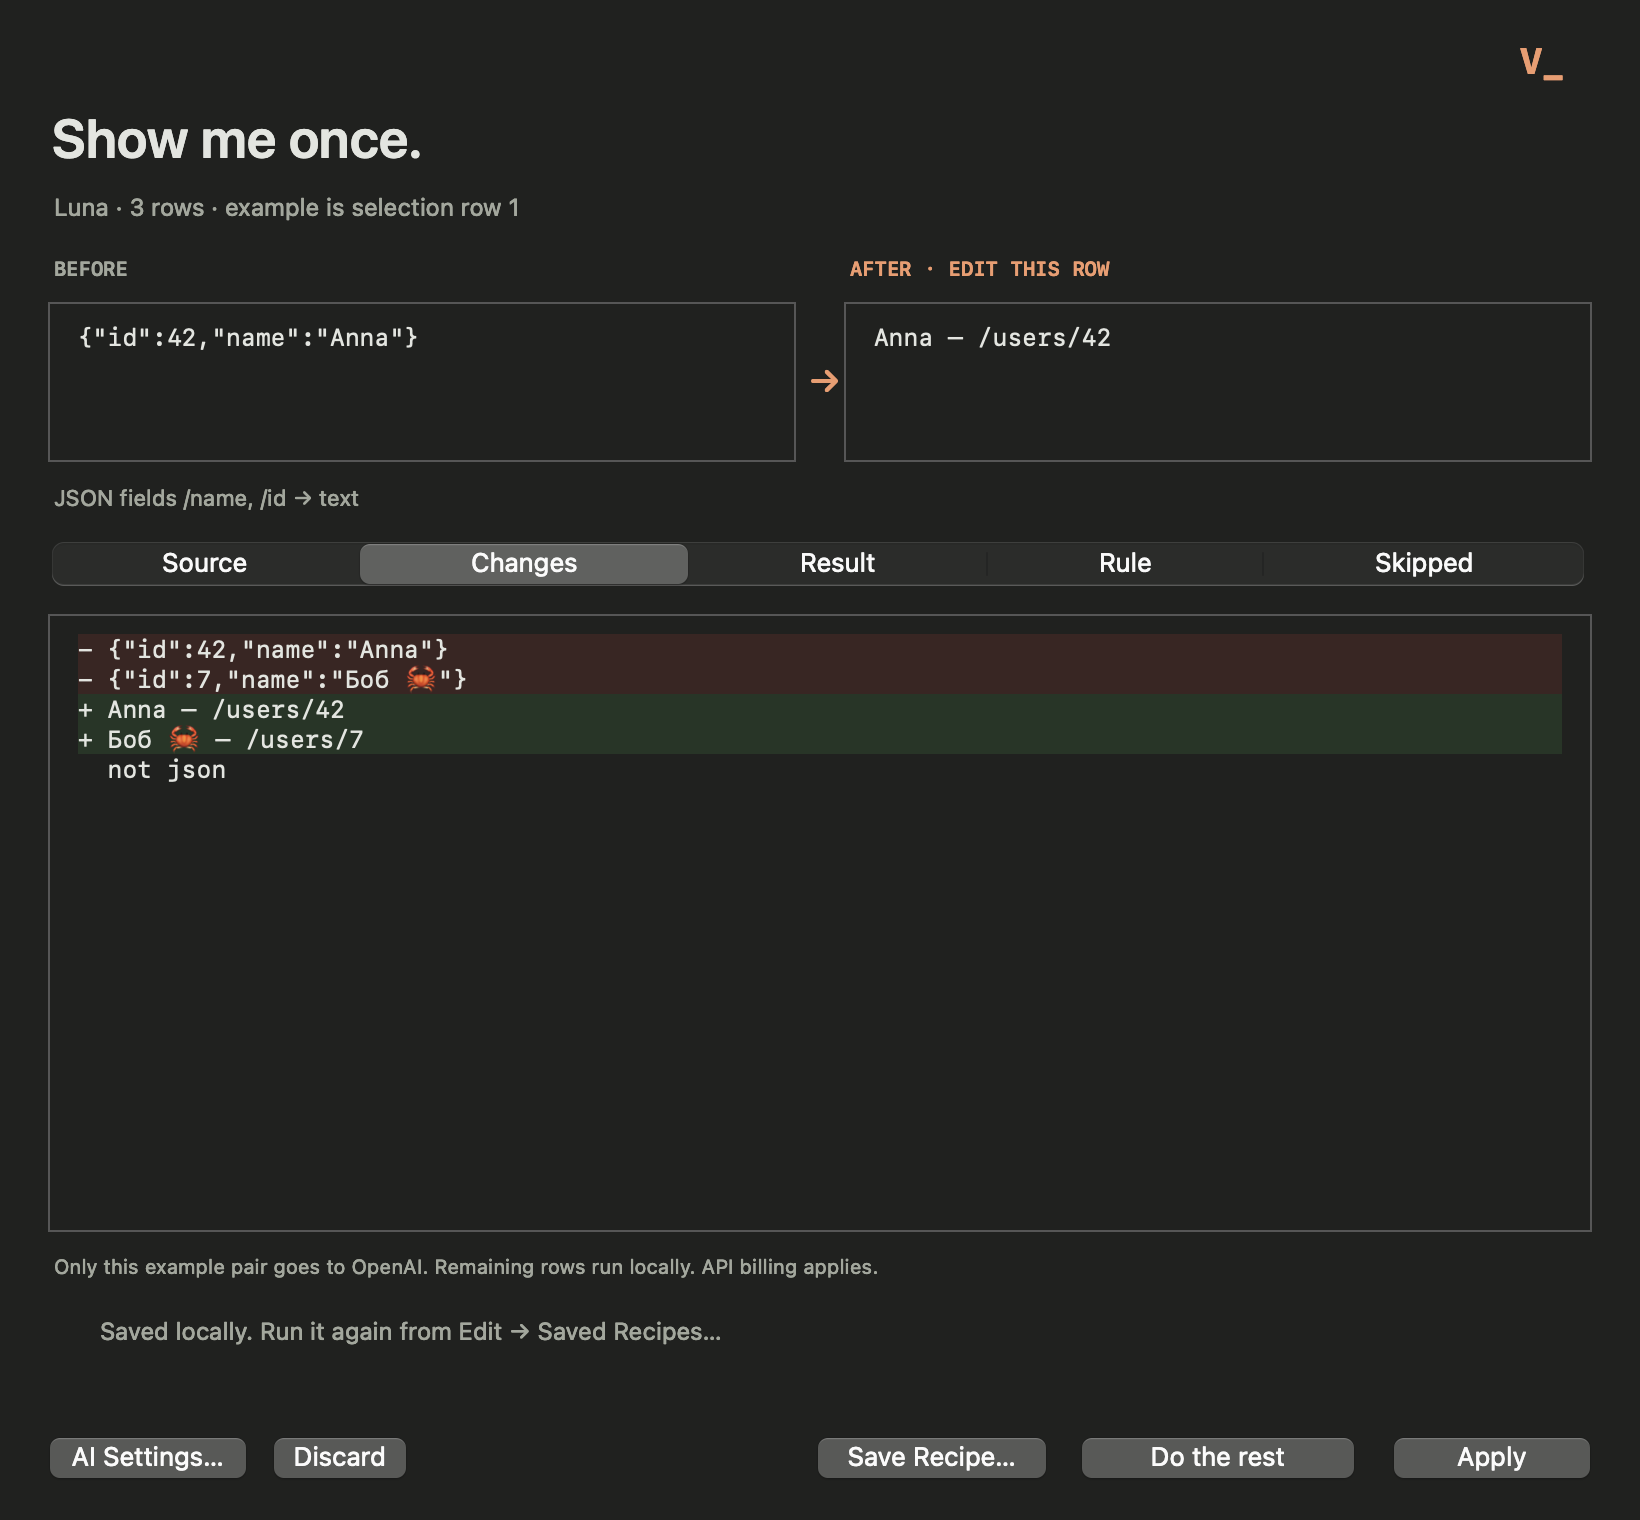 V_
Show me once.
Luna · 3 rows · example is selection row 1
BEFORE
AFTER · EDIT THIS ROW
{"id":42,"name":"Anna"}
→
Anna — /users/42
JSON fields /name, /id → text
Source
Changes
Result
Rule
Skipped
− {"id":42,"name":"Anna"}
− {"id":7,"name":"Боб 🦀"}
+ Anna — /users/42
+ Боб 🦀 — /users/7
not json
Only this example pair goes to OpenAI. Remaining rows run locally. API billing applies.
Saved locally. Run it again from Edit → Saved Recipes...
AI Settings...
Discard
Save Recipe...
Do the rest
Apply